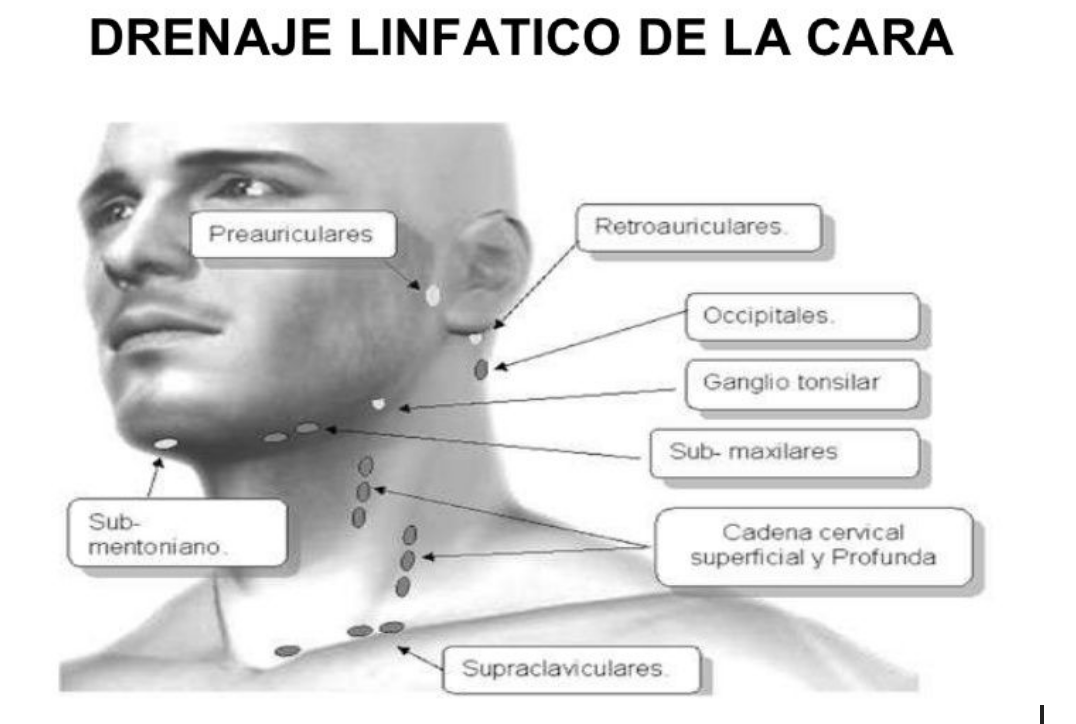 DRENAJE LINFATICO DE LA CARA
Preauriculares
Retroauriculares.
Occipitales.
Ganglio tonsilar
Sub- maxilares
Sub-
mentoniano.
Cadena cervical
superficial y Profunda
Supraclaviculares.